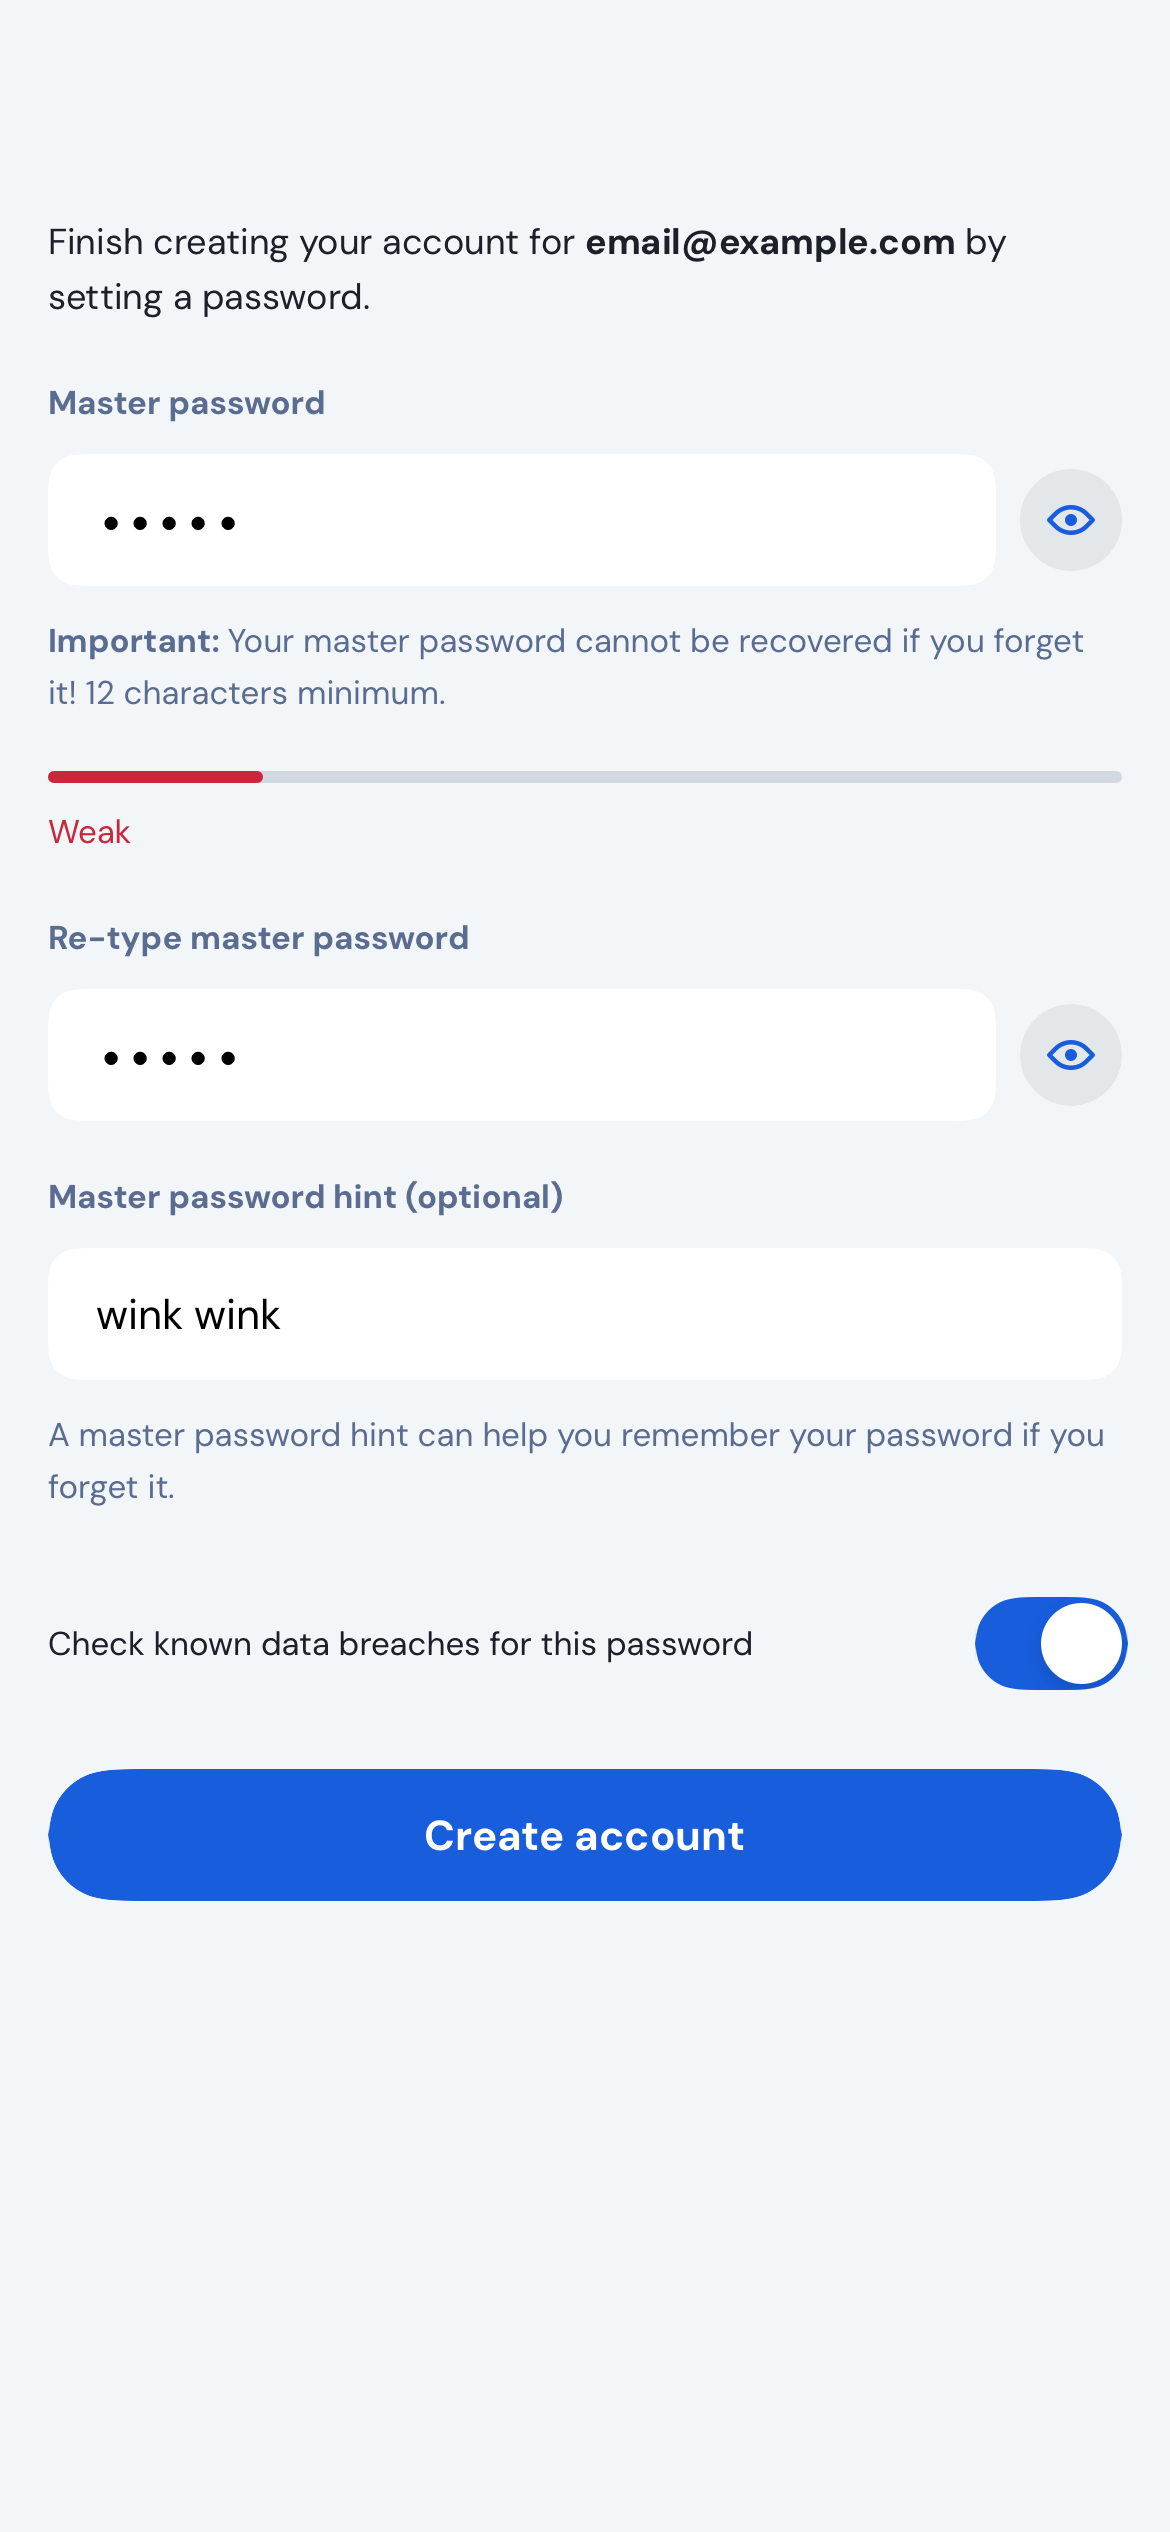 Finish creating your account for email@example.com by
setting a password.
Master password
•••••
Important: Your master password cannot be recovered if you forget
it! 12 characters minimum.
Weak
Re-type master password
•••••
Master password hint (optional)
wink wink
A master password hint can help you remember your password if you
forget it.
Check known data breaches for this password
Create account